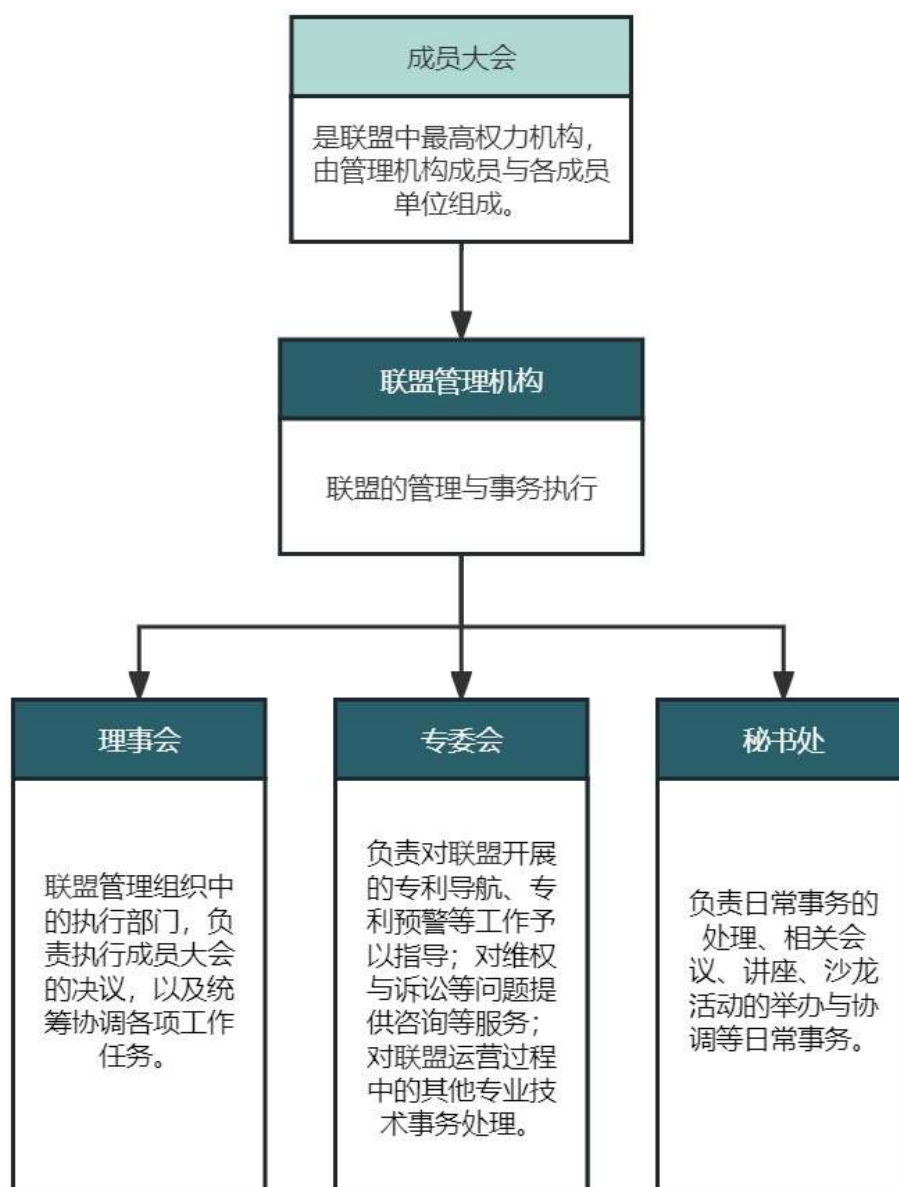 成员大会
是联盟中最高权力机构，
由管理机构成员与各成员
单位组成。
联盟管理机构
联盟的管理与事务执行
理事会
联盟管理组织中
的执行部门，负
责执行成员大会
的决议，以及统
筹协调各项工作
任务。
专委会
负责对联盟开展
的专利导航、专
利预警等工作予
以指导；对维权
与诉讼等问题提
供咨询等服务；
对联盟运营过程
中的其他专业技
术事务处理。
秘书处
负责日常事务的
处理、相关会
议、讲座、沙龙
活动的举办与协
调等日常事务。